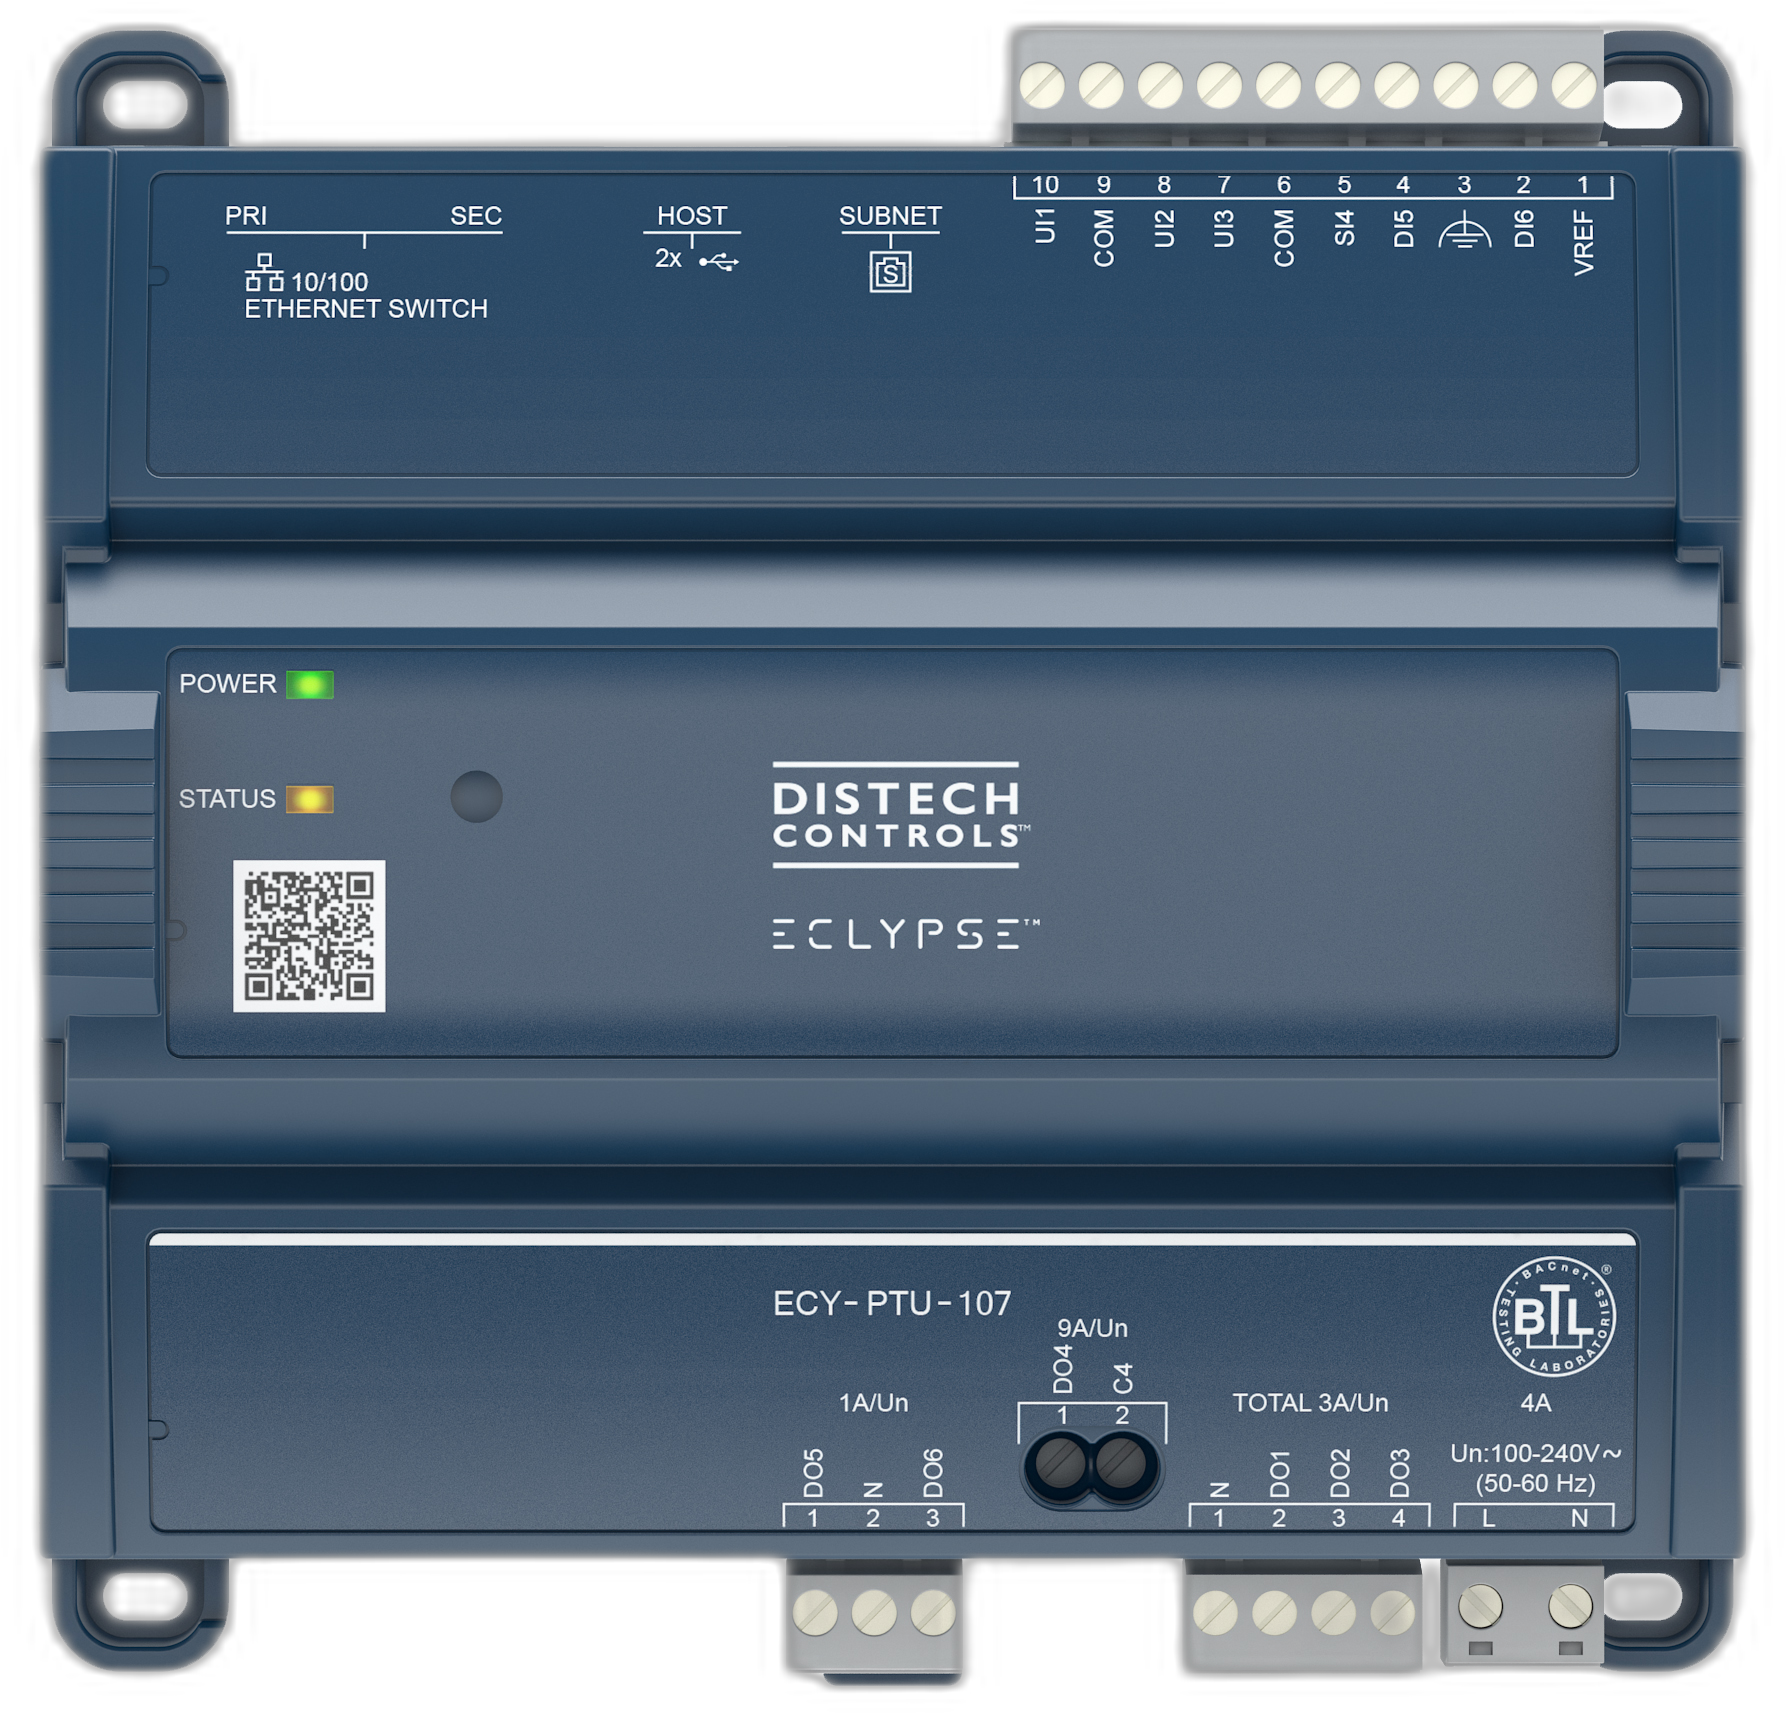 PRI SEC
10/100
ETHERNET SWITCH
HOST
2x
SUBNET
S
10 9 8 7 6 5 4 3 2 1
UI1 COM UI2 UI3 COM SI4 DI5 DI6 VREF
POWER
STATUS
DISTECH
CONTROLS™
ECLYPSE™
ECY-PTU-107
BACnet ®
BTL
TESTING LABORATORIES
9A/Un
DO4 C4
1 2
1A/Un
DO5 N DO6
1 2 3
TOTAL 3A/Un
N DO1 DO2 DO3
1 2 3 4
4A
Un:100-240V~
(50-60 Hz)
L N